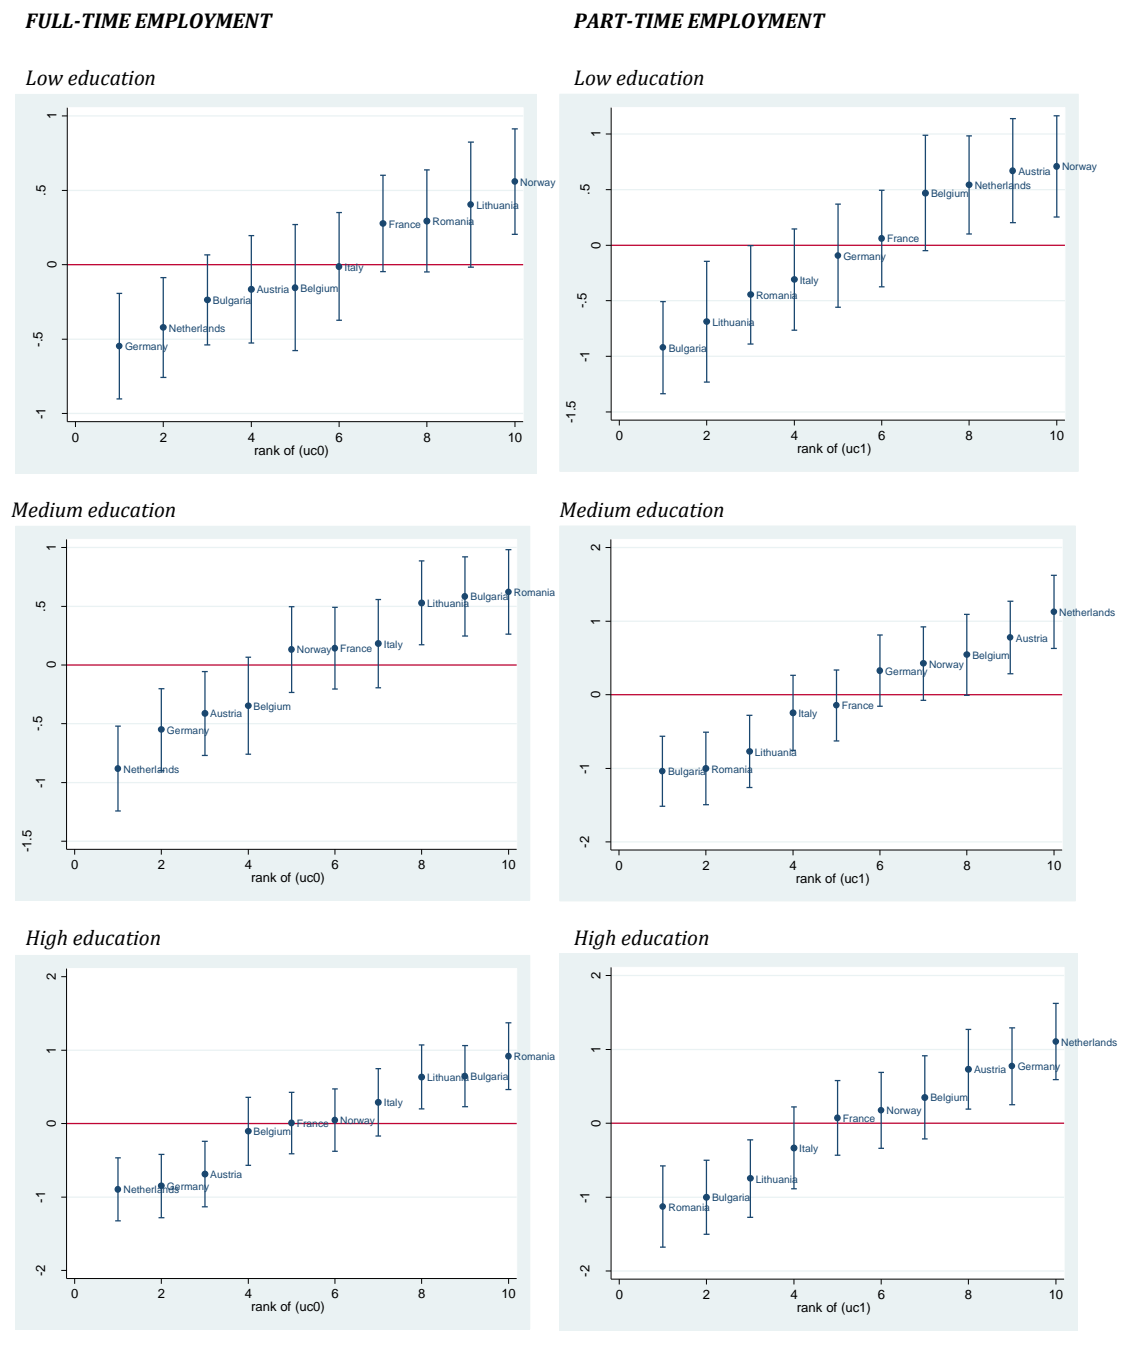 FULL-TIME EMPLOYMENT
PART-TIME EMPLOYMENT
Low education
1
.5
0
-.5
-1
Norway
Lithuania
Romania
France
Italy
Belgium
Austria
Bulgaria
Netherlands
Germany
0 2 4 6 8 10
rank of (uc0)
Low education
1
.5
0
-.5
-1
-1.5
Norway
Austria
Netherlands
Belgium
France
Germany
Italy
Romania
Lithuania
Bulgaria
0 2 4 6 8 10
rank of (uc1)
Medium education
1
.5
0
-.5
-1
-1.5
Romania
Bulgaria
Lithuania
Italy
France
Norway
Belgium
Austria
Germany
Netherlands
0 2 4 6 8 10
rank of (uc0)
Medium education
2
1
0
-1
-2
Netherlands
Austria
Belgium
Norway
Germany
France
Italy
Lithuania
Romania
Bulgaria
0 2 4 6 8 10
rank of (uc1)
High education
2
1
0
-1
-2
Romania
Bulgaria
Lithuania
Italy
Norway
France
Belgium
Austria
Germany
Netherlands
0 2 4 6 8 10
rank of (uc0)
High education
2
1
0
-1
-2
Netherlands
Germany
Austria
Belgium
Norway
France
Italy
Lithuania
Bulgaria
Romania
0 2 4 6 8 10
rank of (uc1)